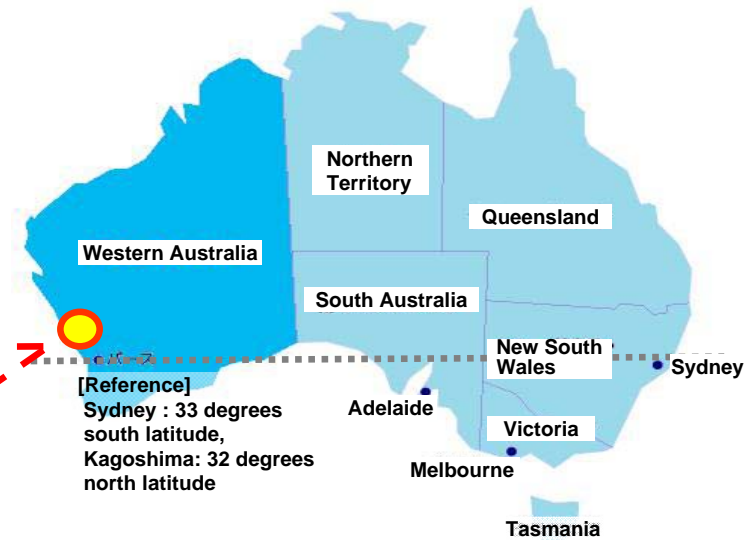 Northern
Territory
Queensland
Western Australia
South Australia
New South
Wales
Sydney
[Reference]
Sydney : 33 degrees
south latitude,
Kagoshima: 32 degrees
north latitude
Adelaide
Victoria
Melbourne
Tasmania